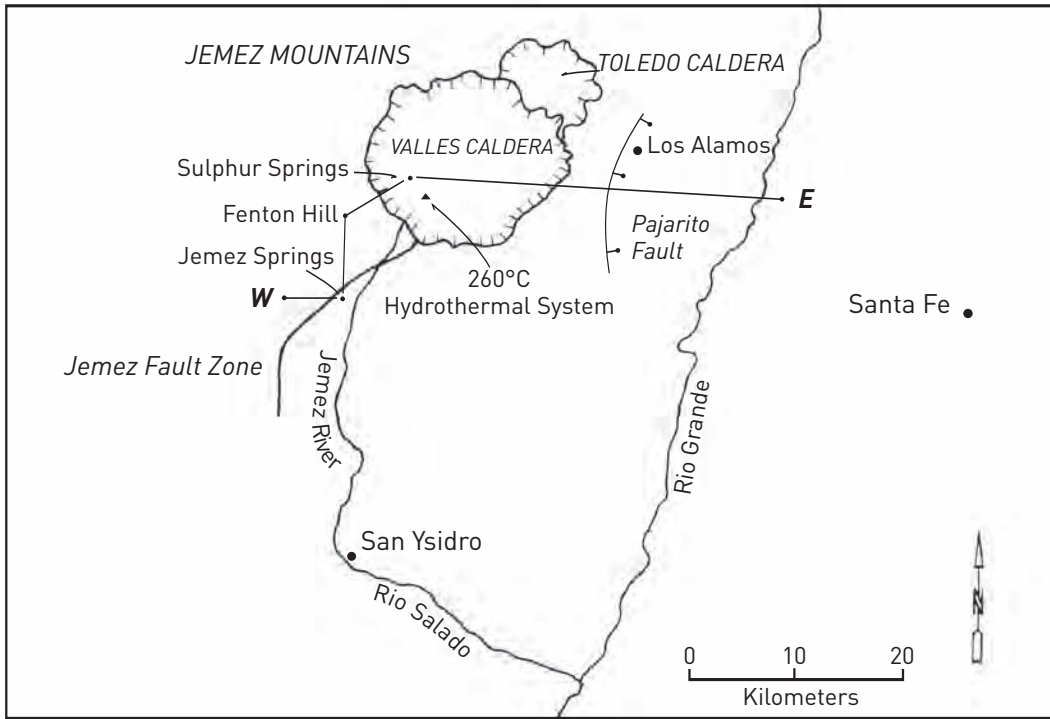 JEMEZ MOUNTAINS
TOLEDO CALDERA
VALLES CALDERA
Los Alamos
Sulphur Springs
E
Fenton Hill
Pajarito
Fault
Jemez Springs
260°C
Hydrothermal System
W
Santa Fe
Jemez Fault Zone
Jemez River
Rio Grande
San Ysidro
Rio Salado
N
0 10 20
Kilometers